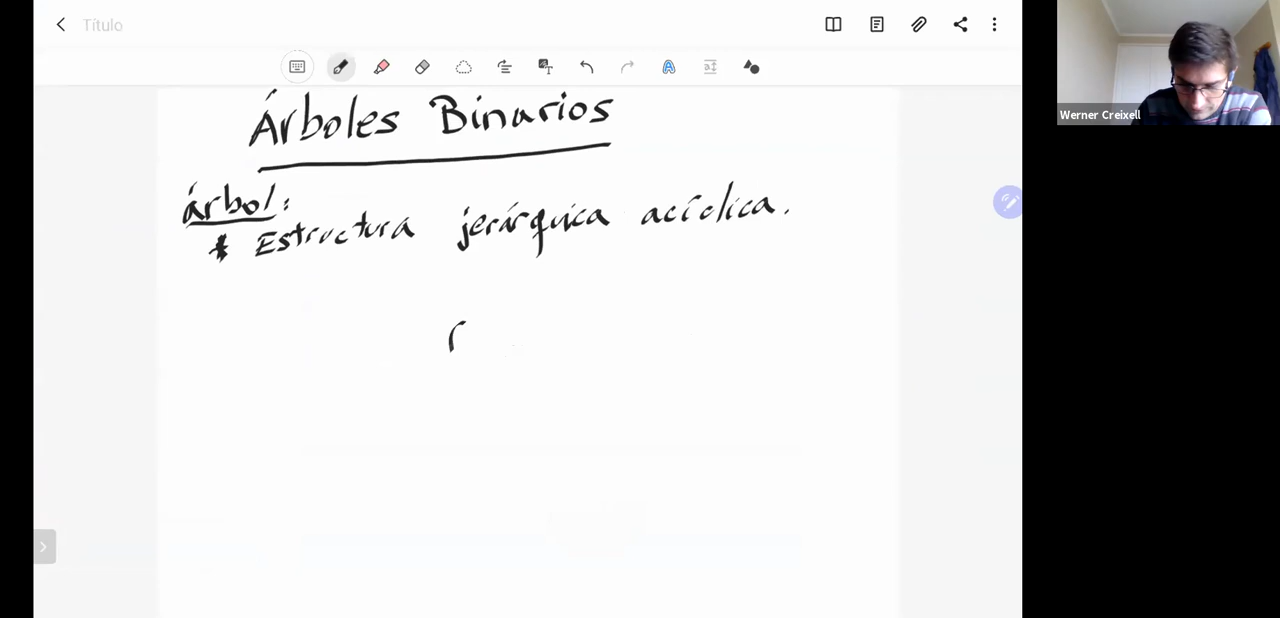 Título
Werner Creixell
Árboles Binarios
árbol:
* Estructura jerárquica acíclica.